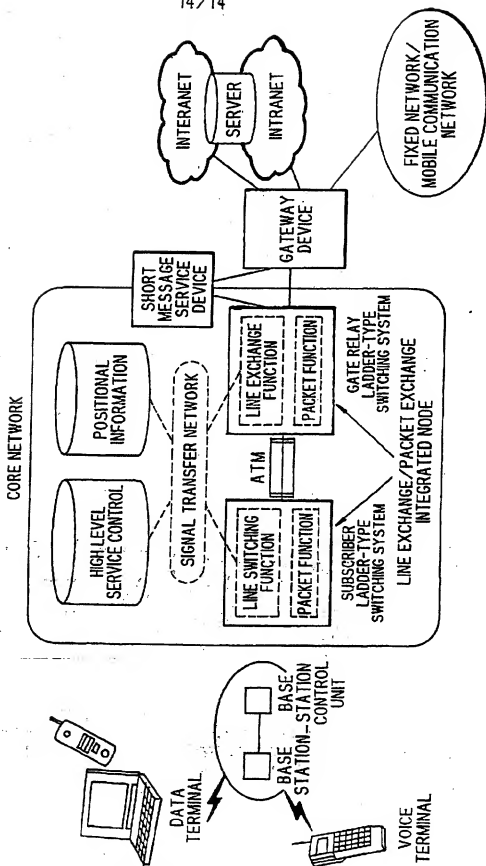 14/14
CORE NETWORK
HIGH LEVEL
SERVICE CONTROL
POSITIONAL
INFORMATION
SHORT
MESSAGE
SERVICE
DEVICE
SIGNAL TRANSFER NETWORK
LINE SWITCHING
FUNCTION
PACKET FUNCTION
ATM
LINE EXCHANGE
FUNCTION
PACKET FUNCTION
SUBSCRIBER
LADDER-TYPE
SWITCHING SYSTEM
GATE RELAY
LADDER-TYPE
SWITCHING SYSTEM
LINE EXCHANGE/PACKET EXCHANGE
INTEGRATED NODE
GATEWAY
DEVICE
INTERANET
SERVER
INTRANET
FIXED NETWORK/
MOBILE COMMUNICATION
NETWORK
DATA
TERMINAL
BASE
STATION
BASE/
STATION
CONTROL
UNIT
VOICE
TERMINAL